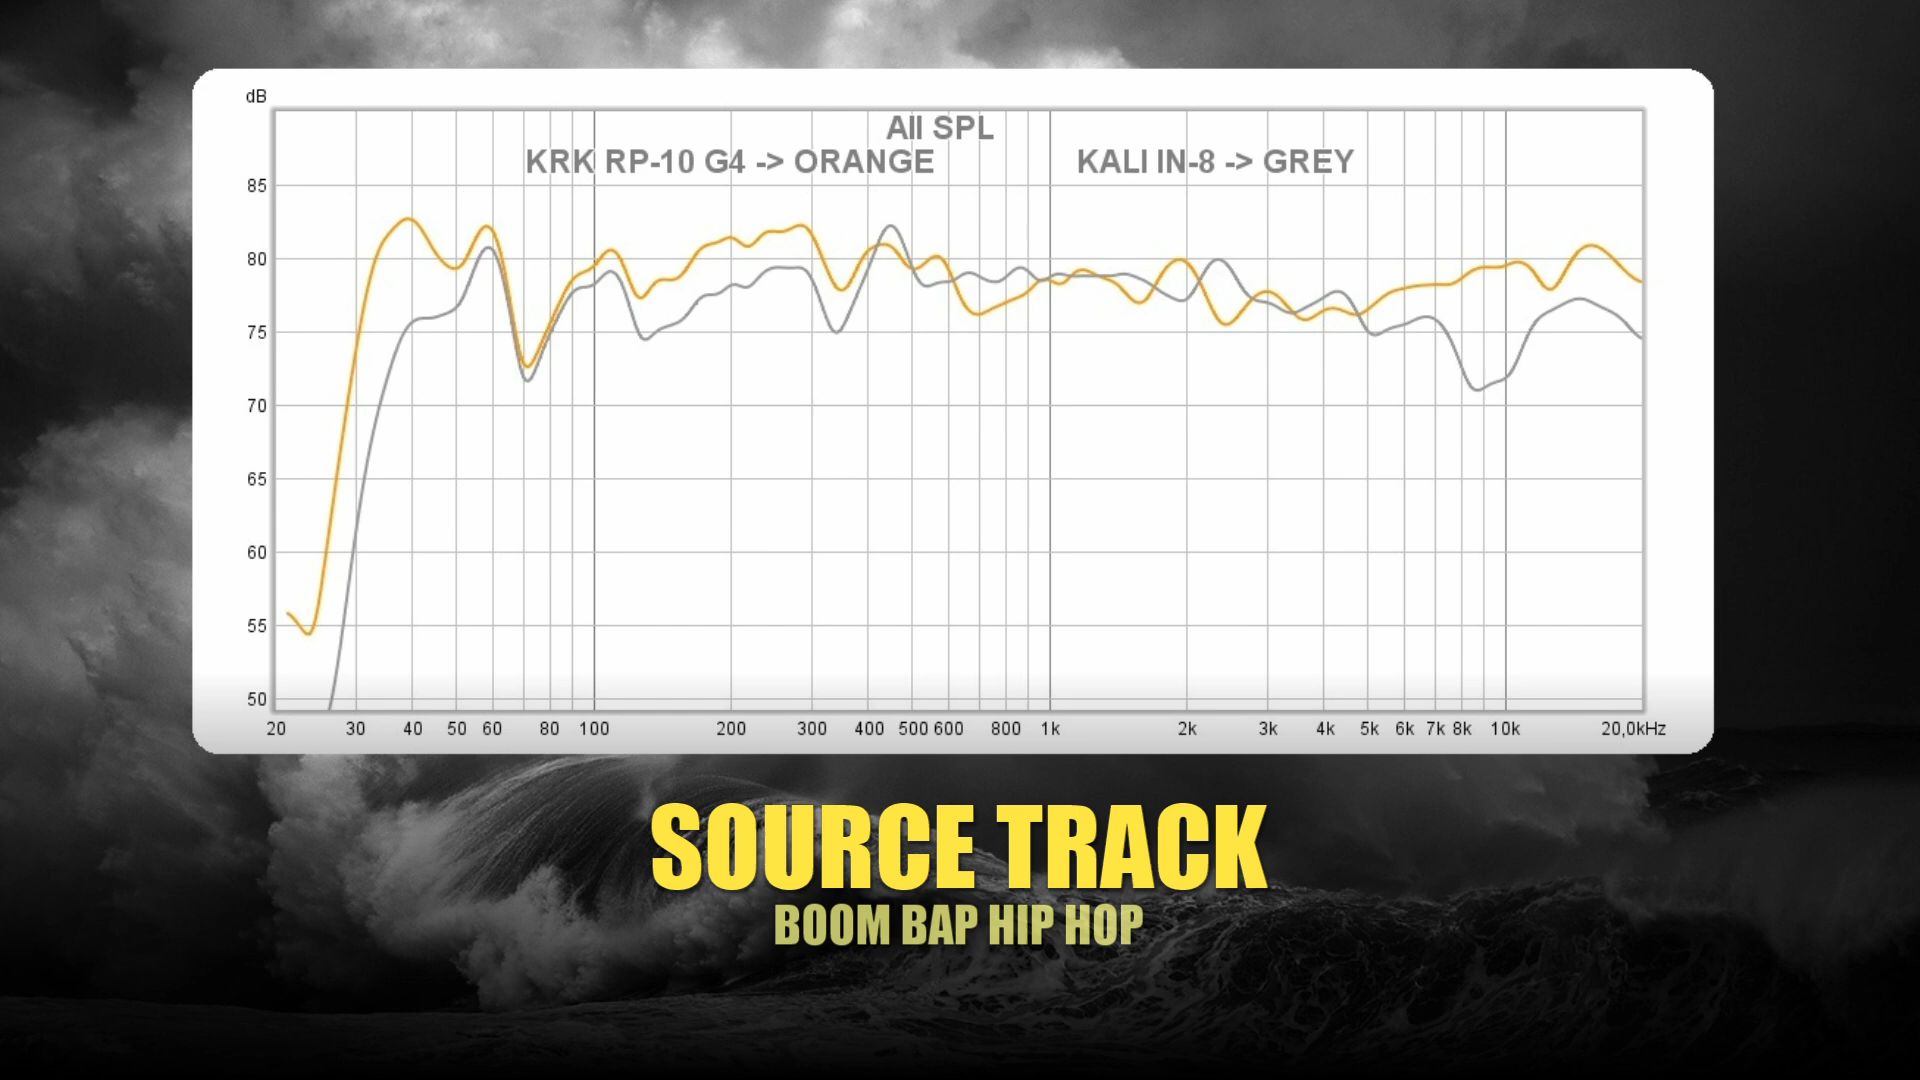 dB
All SPL
KRK RP-10 G4 -> ORANGE KALI IN-8 -> GREY
85
80
75
70
65
60
55
50
20 30 40 50 60 80 100 200 300 400 500 600 800 1k 2k 3k 4k 5k 6k 7k 8k 10k 20,0kHz
SOURCE TRACK
BOOM BAP HIP HOP